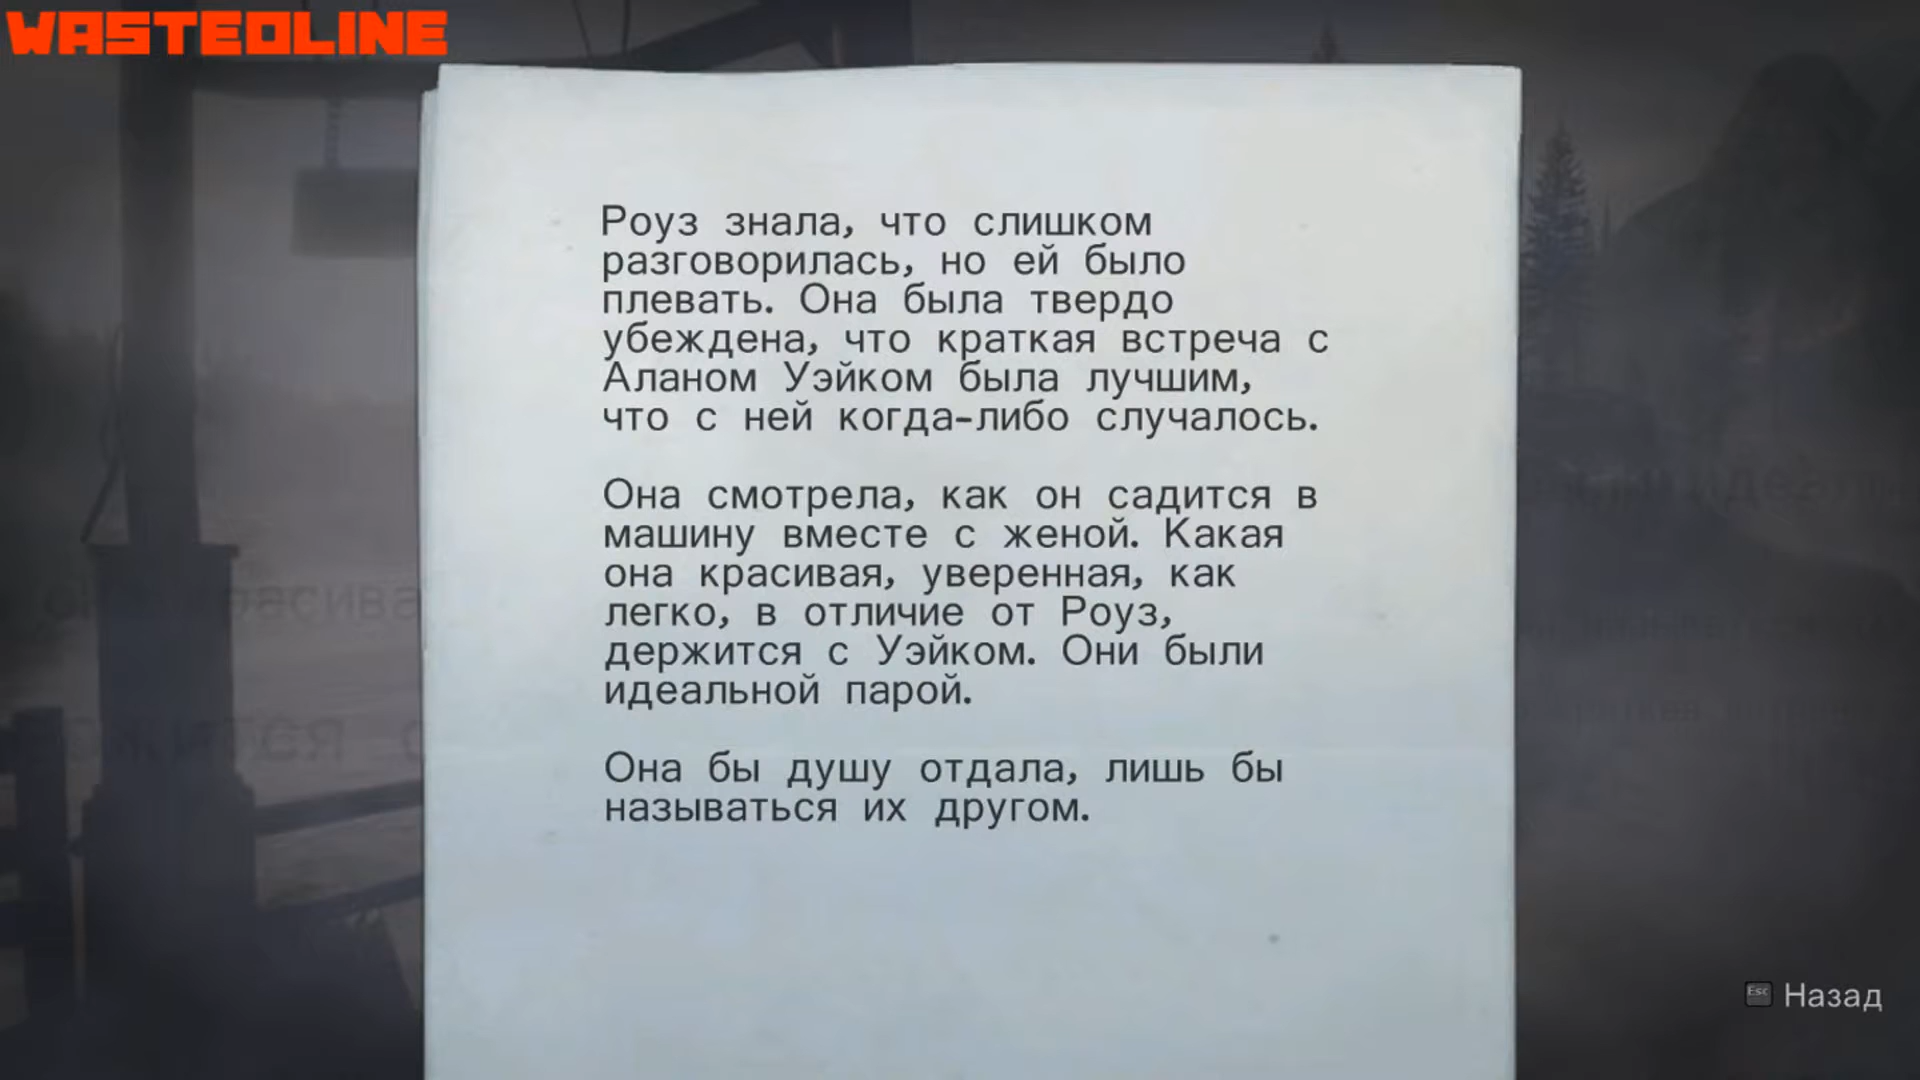 WASTEDLINE
Роуз знала, что слишком
разговорилась, но ей было
плевать. Она была твердо
убеждена, что краткая встреча с
Аланом Уэйком была лучшим,
что с ней когда-либо случалось.
Она смотрела, как он садится в
машину вместе с женой. Какая
она красивая, уверенная, как
легко, в отличие от Роуз,
держится с Уэйком. Они были
идеальной парой.
Она бы душу отдала, лишь бы
называться их другом.
Esc Назад